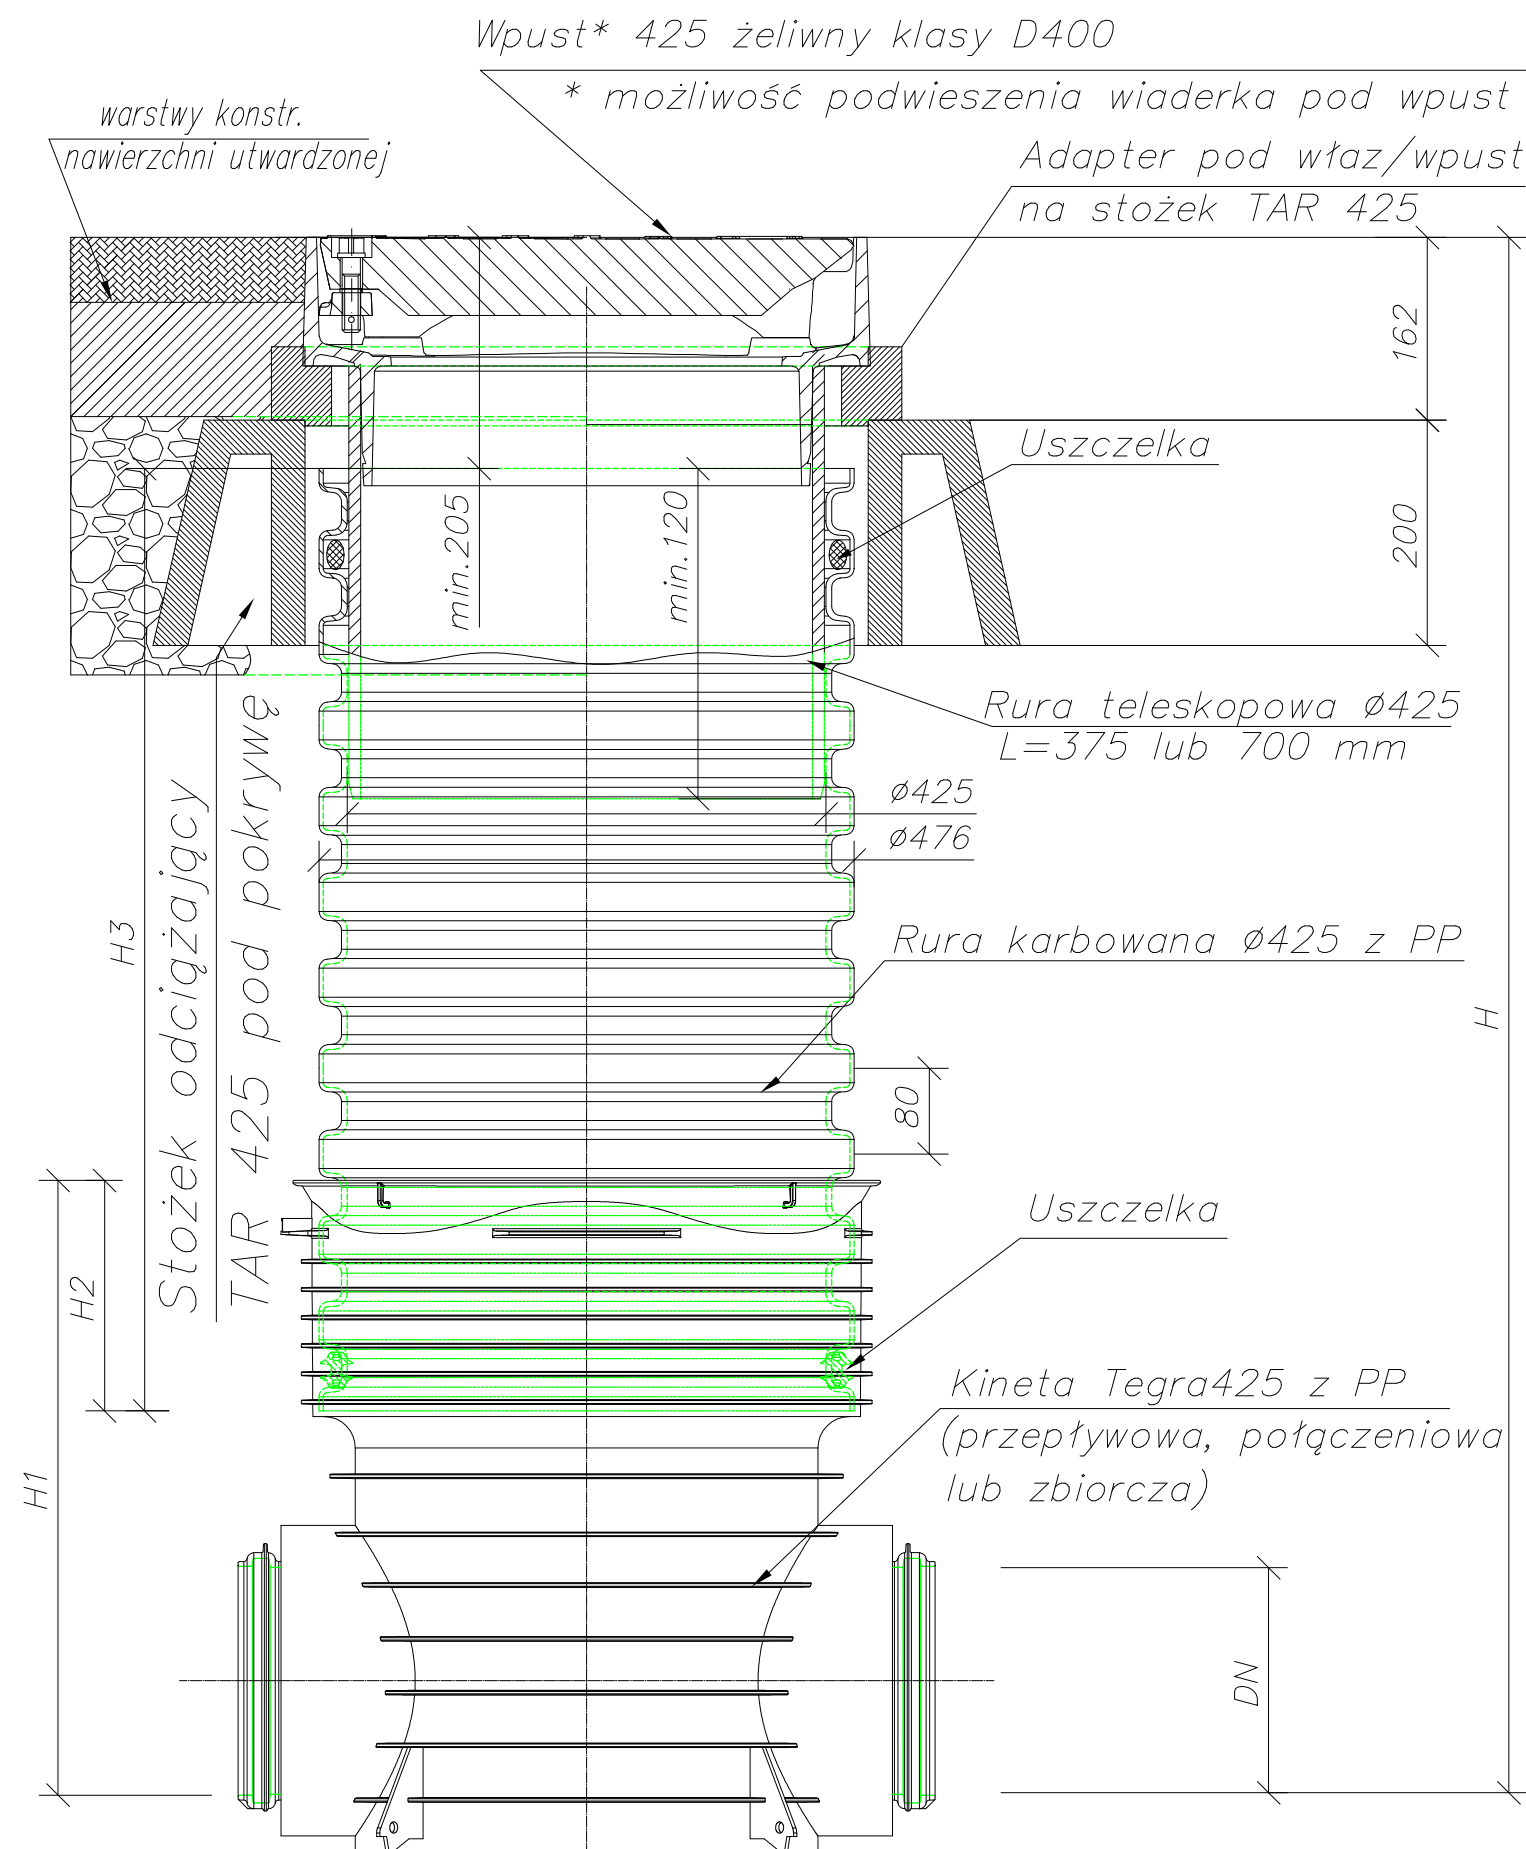 Wpust* 425 żeliwny klasy D400
* możliwość podwieszenia wiaderka pod wpust
warstwy konstr.
nawierzchni utwardzonej
Adapter pod właz/wpust
na stożek TAR 425
162
Uszczelka
200
min.205
min.120
Rura teleskopowa ø425
L=375 lub 700 mm
ø425
ø476
H3
Stożek odciążający
TAR 425 pod pokrywę
Rura karbowana ø425 z PP
H
80
Uszczelka
H2
Kineta Tegra425 z PP
(przepływowa, połączeniowa
lub zbiorcza)
H1
DN